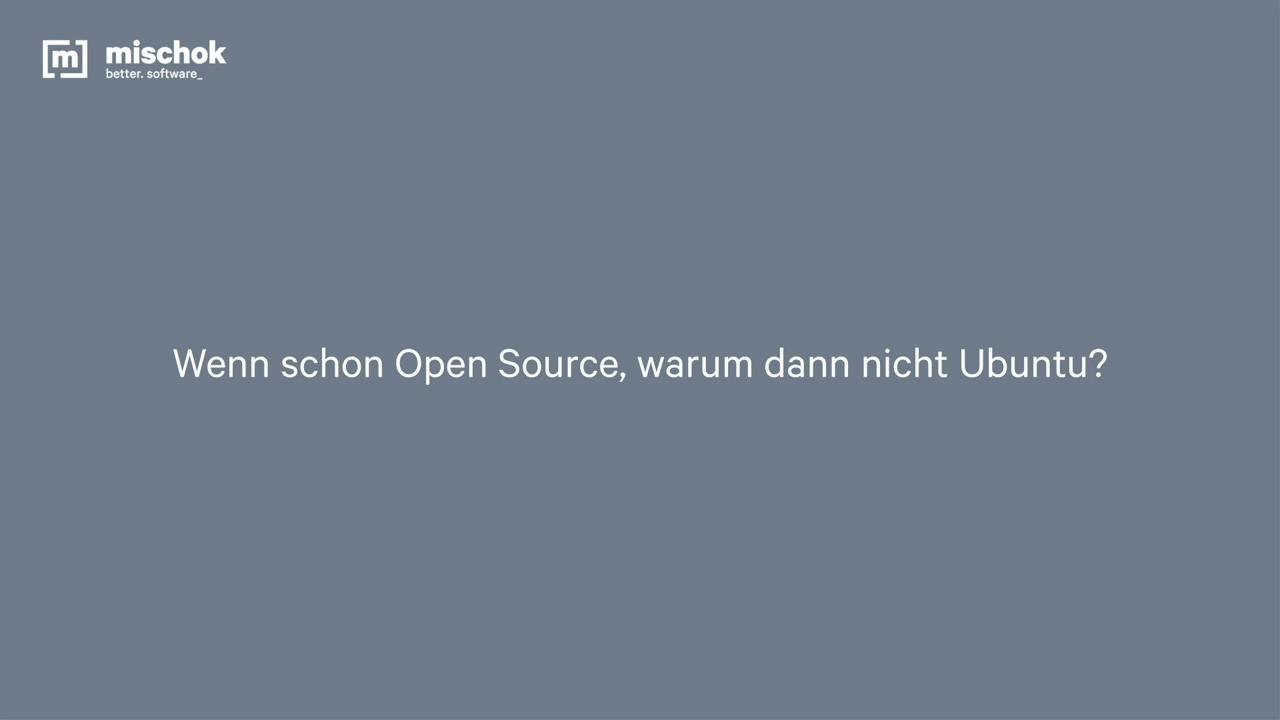 m
mischok
better. software_
Wenn schon Open Source, warum dann nicht Ubuntu?